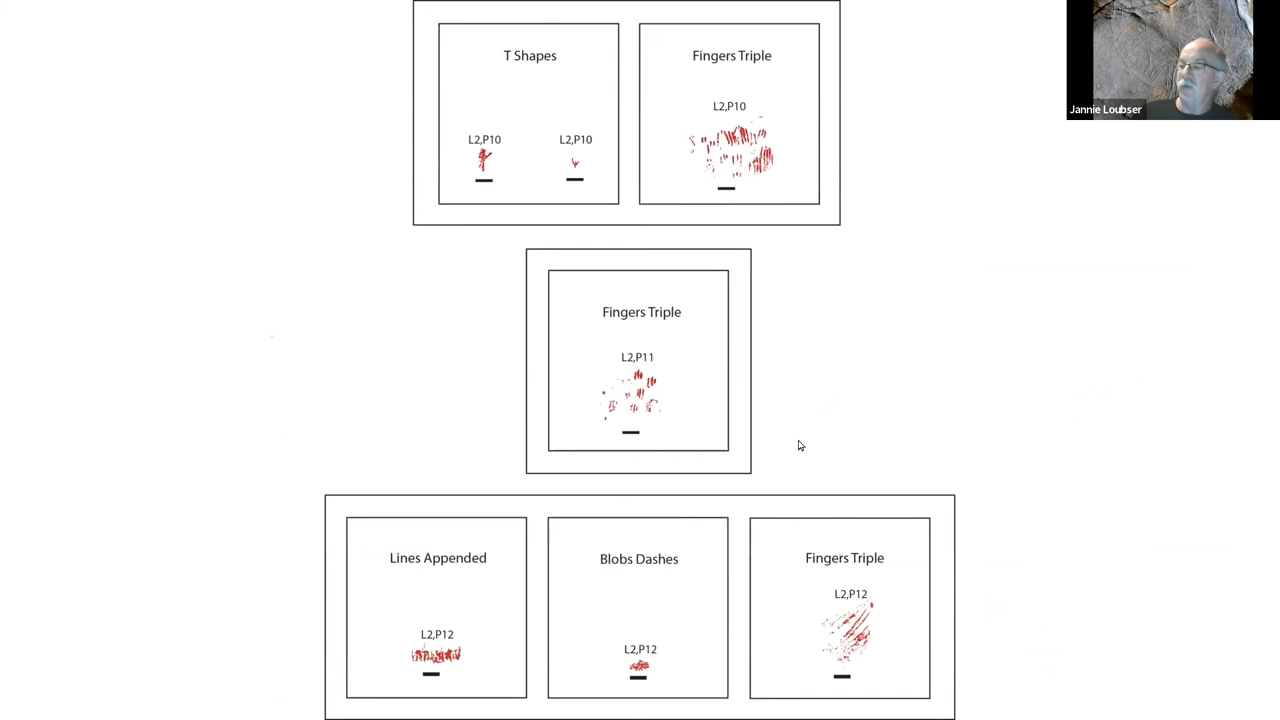 T Shapes
Fingers Triple
L2,P10
L2,P10
L2,P10
Jannie Loubser
Fingers Triple
L2,P11
Lines Appended
Blobs Dashes
Fingers Triple
L2,P12
L2,P12
L2,P12